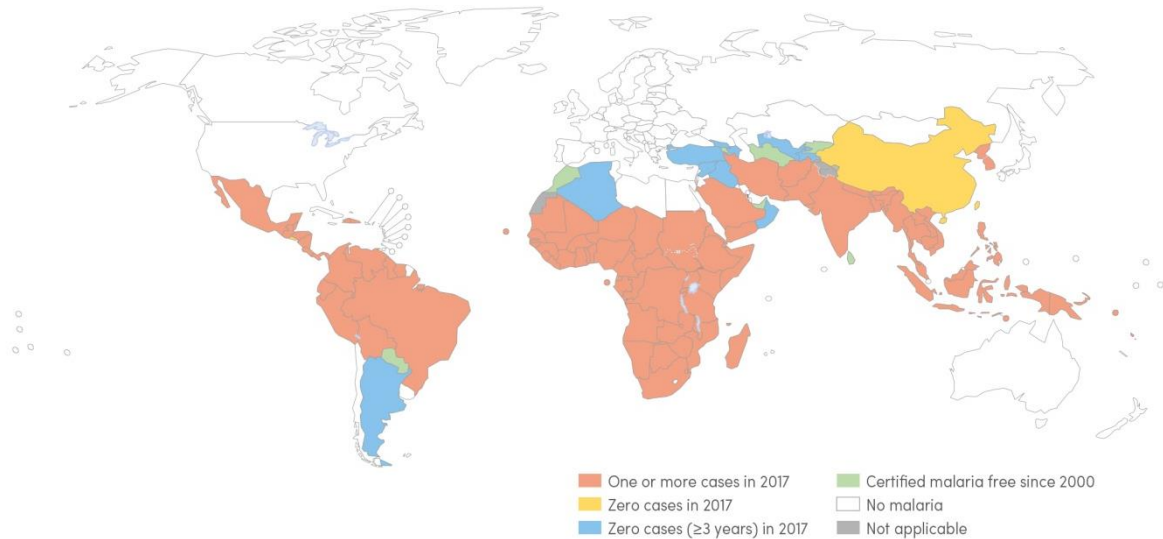 One or more cases in 2017
Zero cases in 2017
Zero cases (≥3 years) in 2017
Certified malaria free since 2000
No malaria
Not applicable